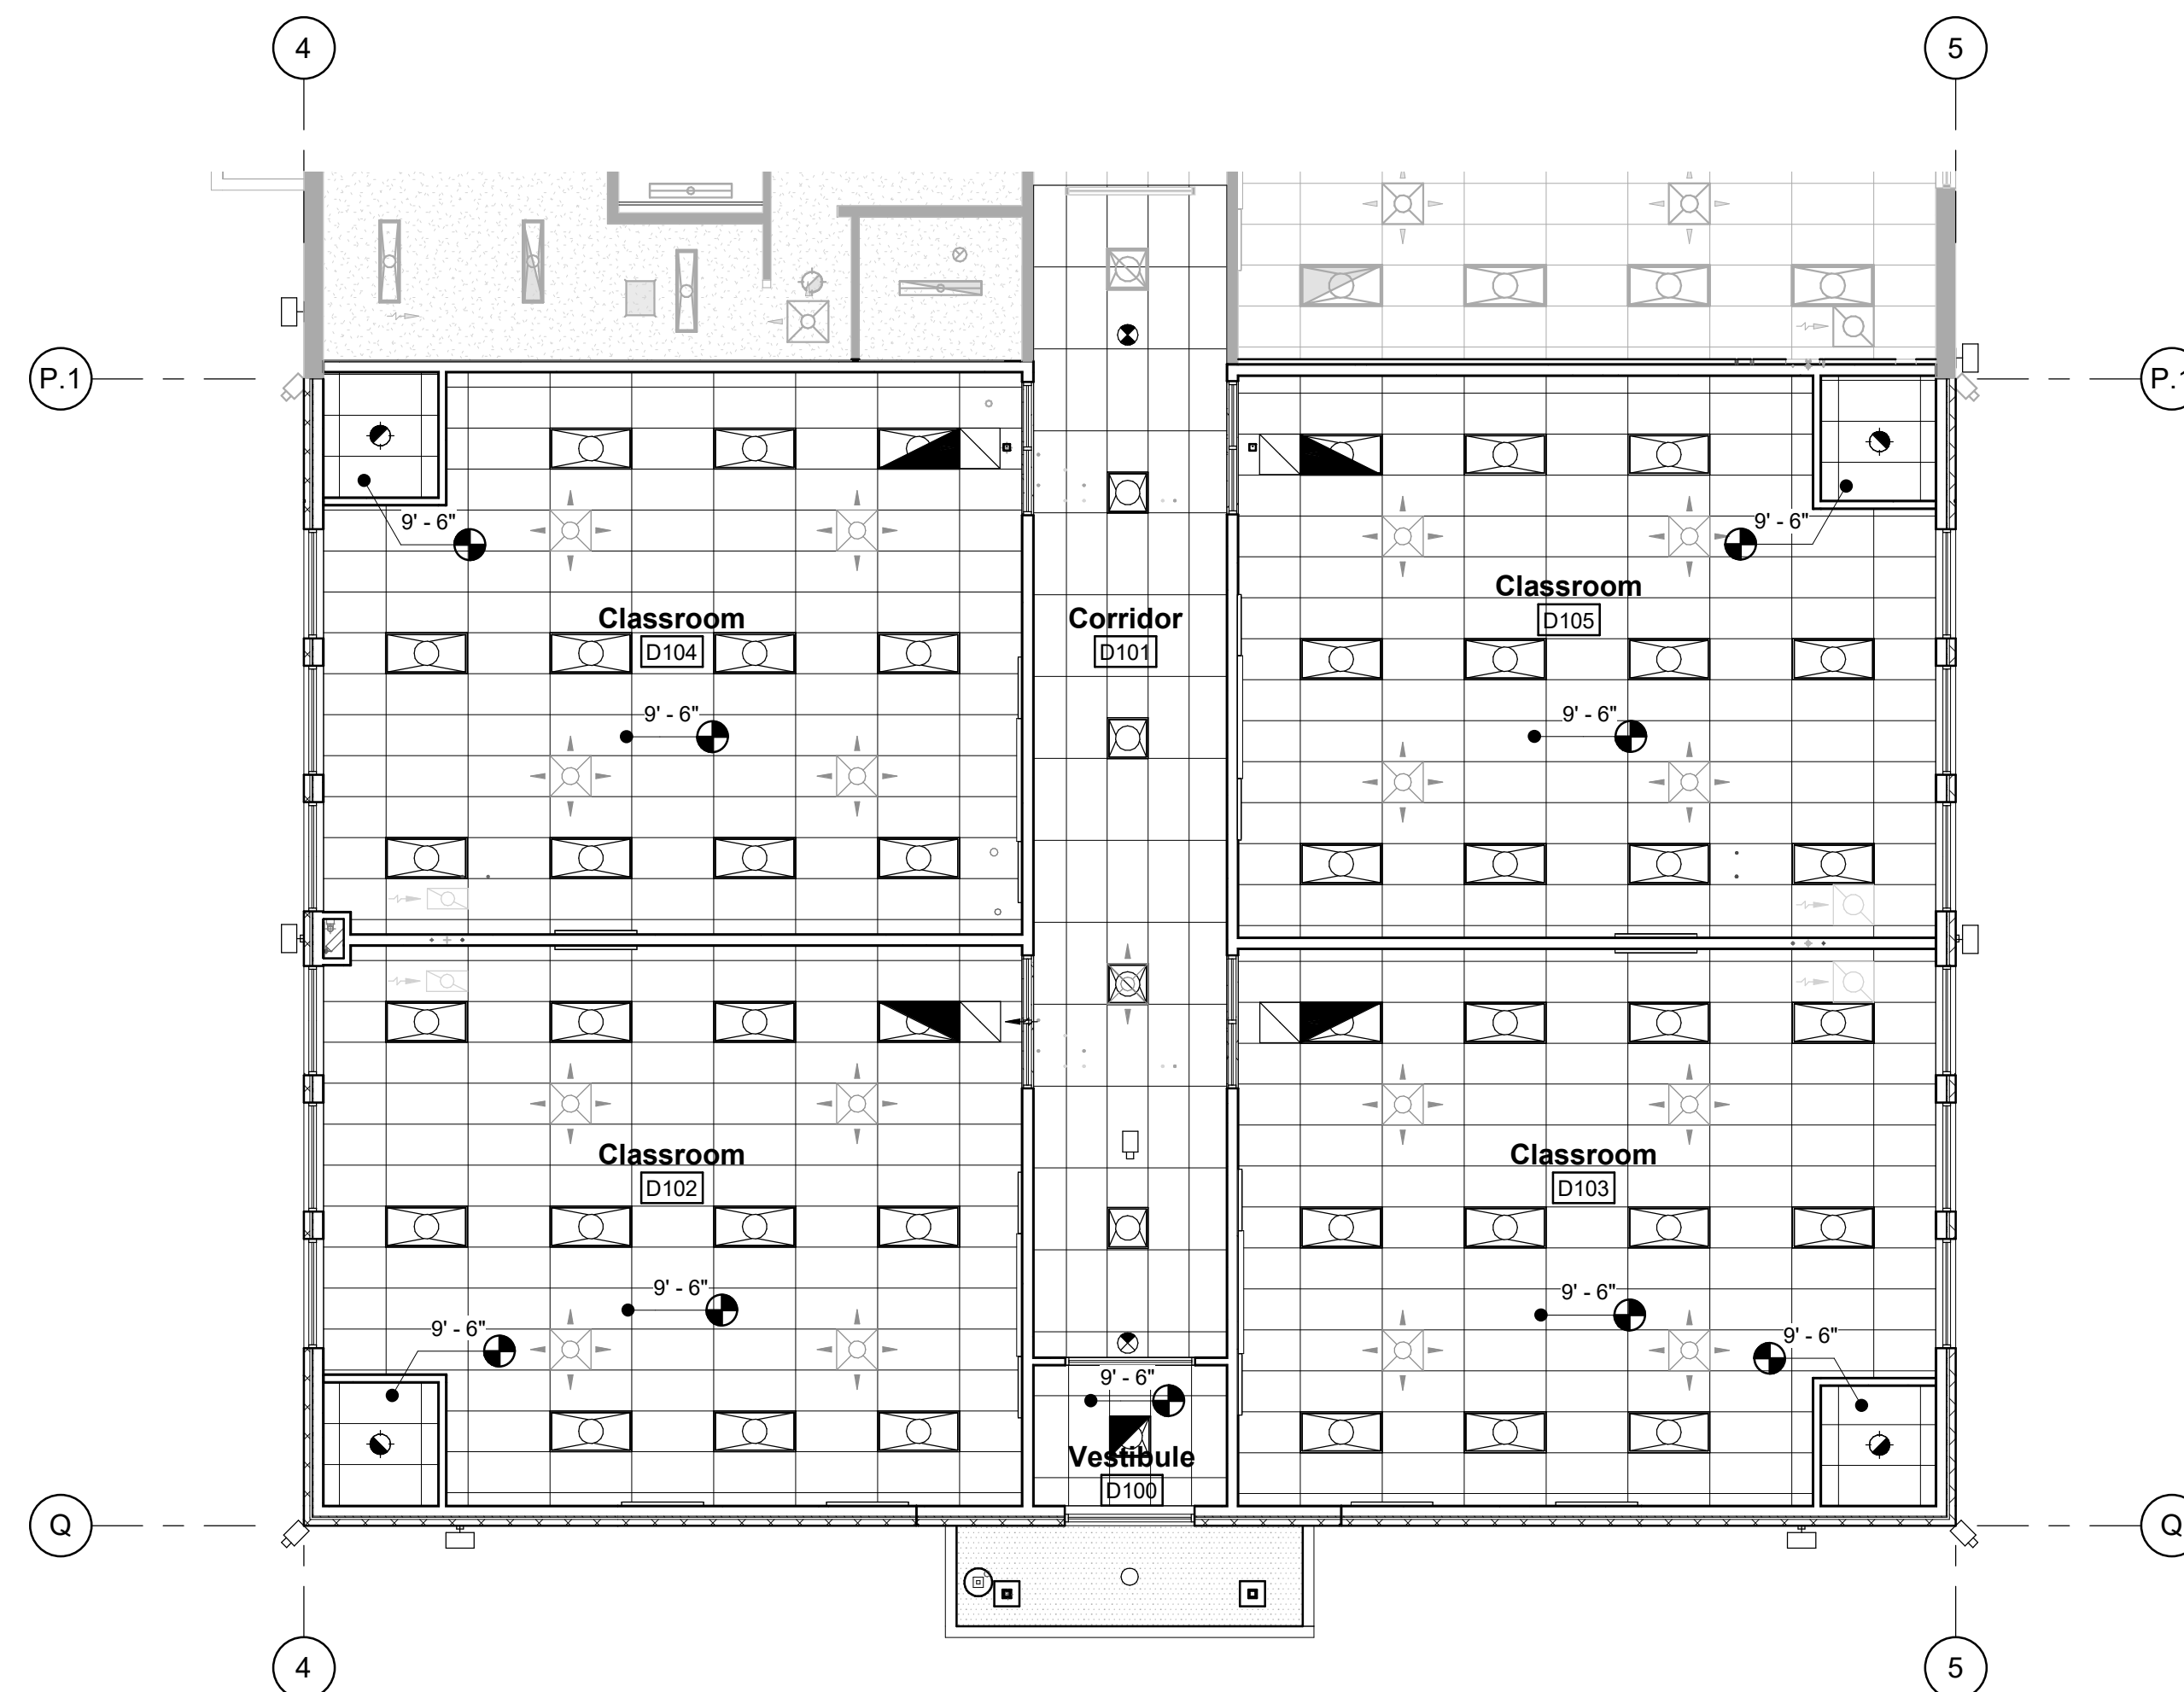 4
5
P.1
P.1
9' - 6"
9' - 6"
Classroom
D104
Corridor
D101
Classroom
D105
9' - 6"
9' - 6"
Classroom
D102
Classroom
D103
9' - 6"
9' - 6"
9' - 6"
9' - 6"
9' - 6"
Vestibule
D100
Q
Q
4
5